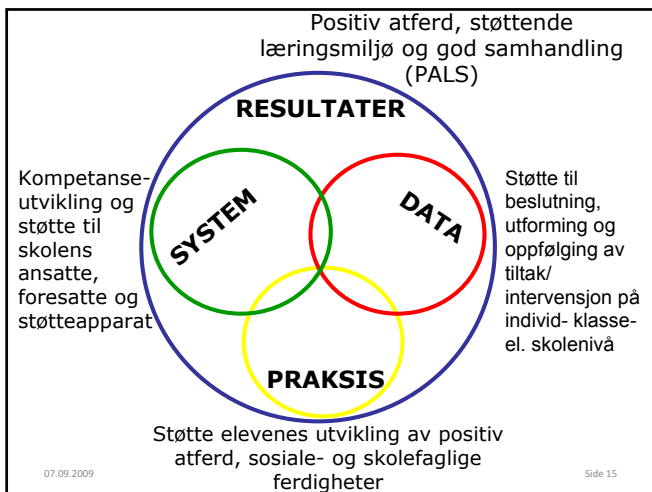 Positiv atferd, støttende
læringsmiljø og god samhandling
(PALS)
RESULTATER
Kompetanse-
utvikling og
støtte til
skolens
ansatte,
foresatte og
støtteapparat
SYSTEM
DATA
Støtte til
beslutning,
utforming og
oppfølging av
tiltak/
intervensjon på
individ- klasse-
el. skolenivå
PRAKSIS
Støtte elevenes utvikling av positiv
atferd, sosiale- og skolefaglige
ferdigheter
07.09.2009
Side 15